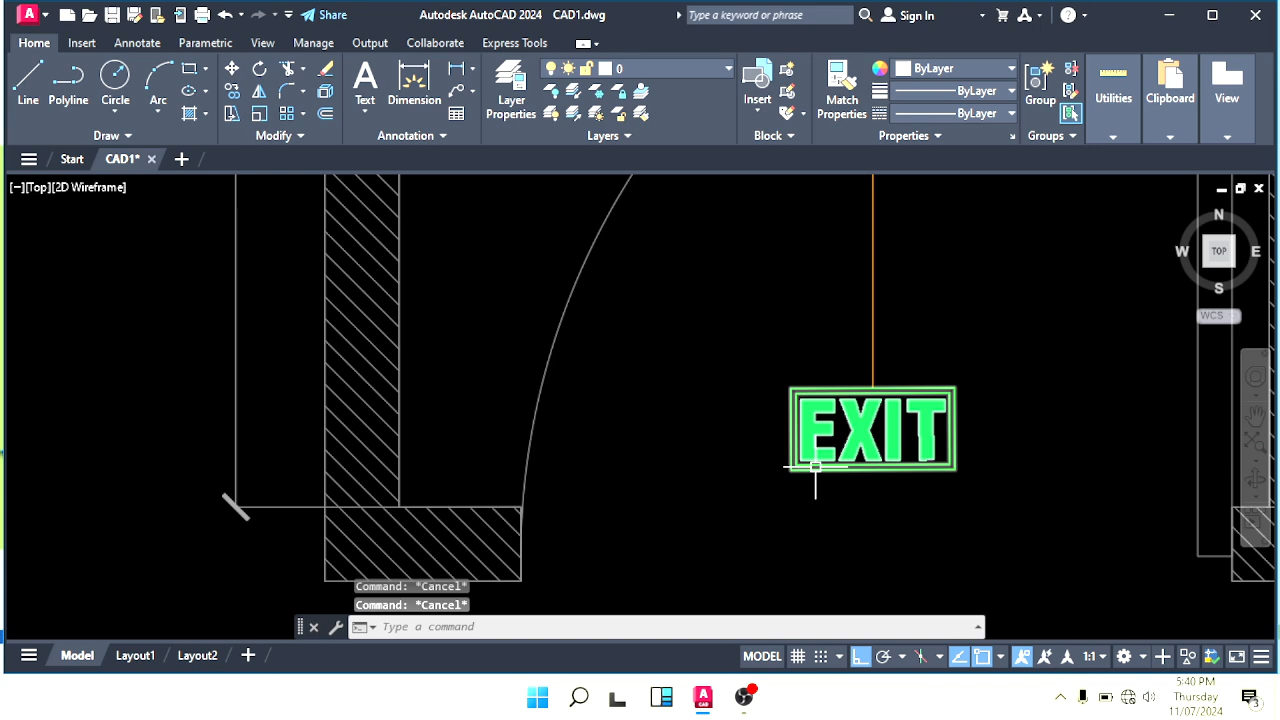 Share
Autodesk AutoCAD 2024 CAD1.dwg
Type a keyword or phrase
Sign In
Home Insert Annotate Parametric View Manage Output Collaborate Express Tools
Line Polyline Circle Arc
Draw
Modify
Text Dimension
Annotation
Layer Properties
0
Layers
Insert
Block
Match Properties
ByLayer
ByLayer
ByLayer
Properties
Group
Groups
Utilities
Clipboard
View
Start CAD1*
[−][Top][2D Wireframe]
N
W TOP E
S
WCS
EXIT
Command: *Cancel*
Command: *Cancel*
Type a command
Model Layout1 Layout2
MODEL
1:1
5:40 PM
Thursday
11/07/2024
3